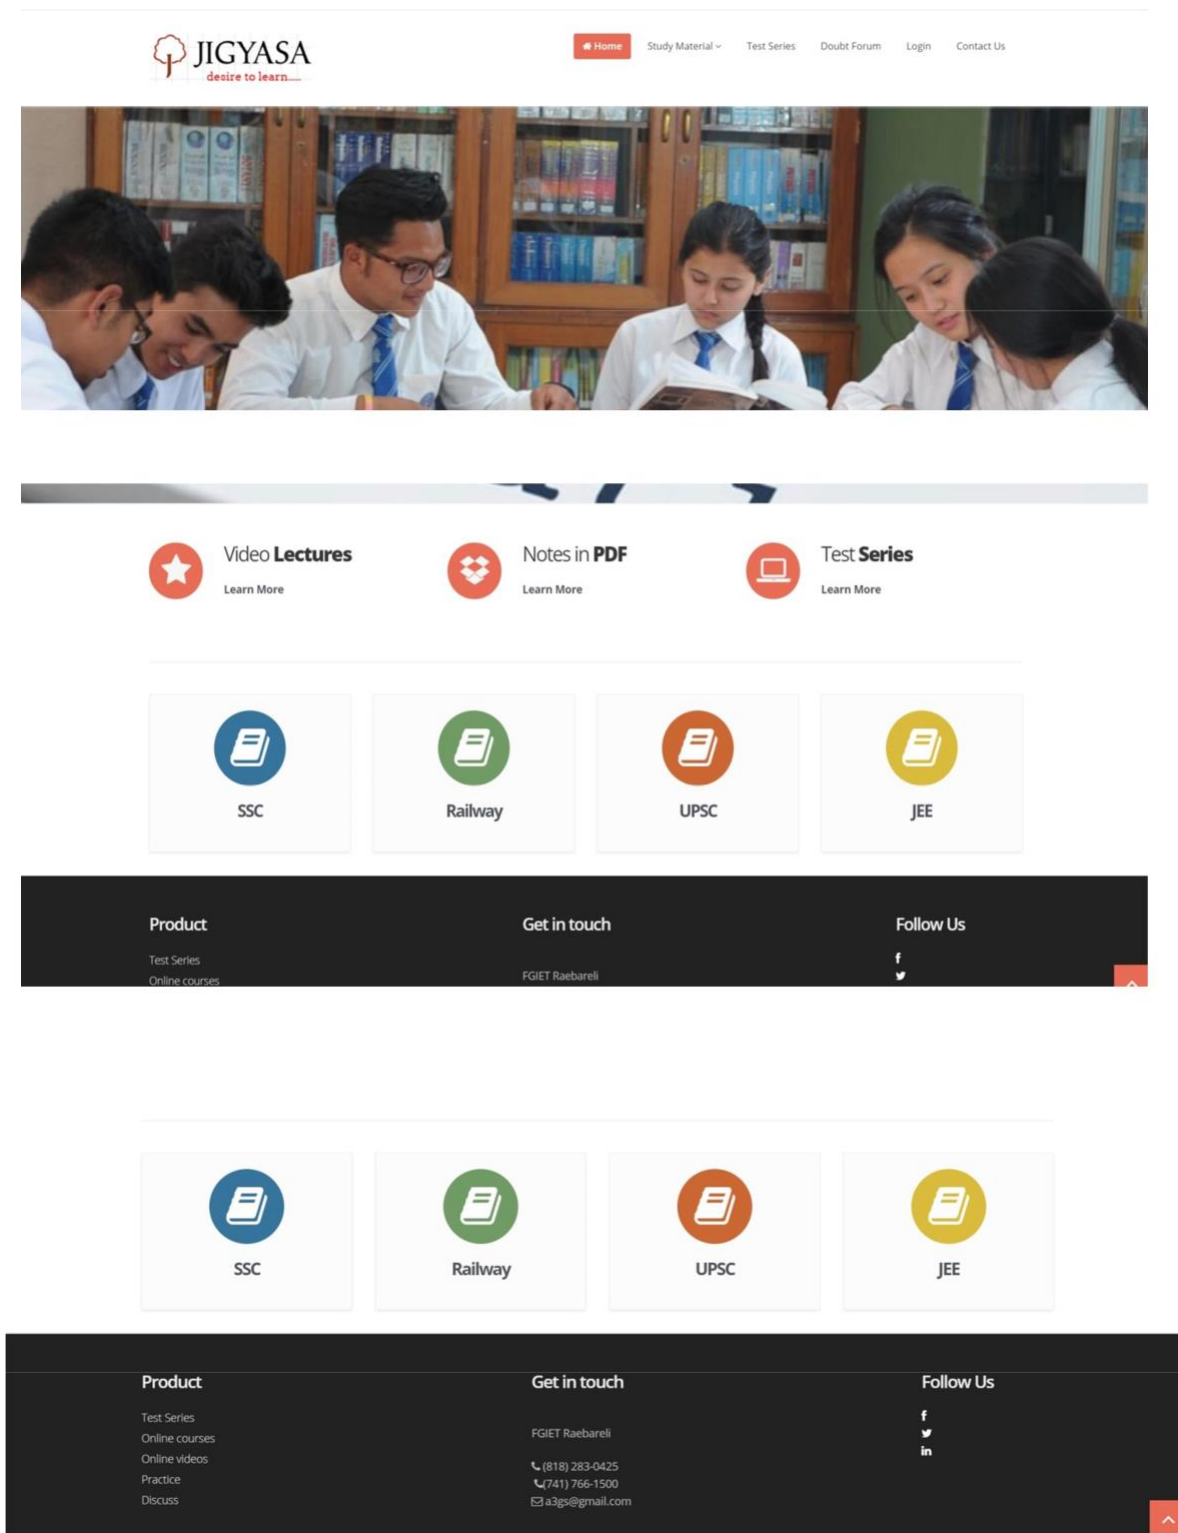 JIGYASA
desire to learn.....
Home Study Material Test Series Doubt Forum Login Contact Us
Video Lectures Notes in PDF Test Series
Learn More Learn More Learn More
SSC Railway UPSC JEE
Product Get in touch Follow Us
Test Series
Online courses FGIET Raebareli
SSC Railway UPSC JEE
Product Get in touch Follow Us
Test Series
Online courses FGIET Raebareli
Online videos
(818) 283-0425
Practice
(741) 766-1500
Discuss a3gs@gmail.com